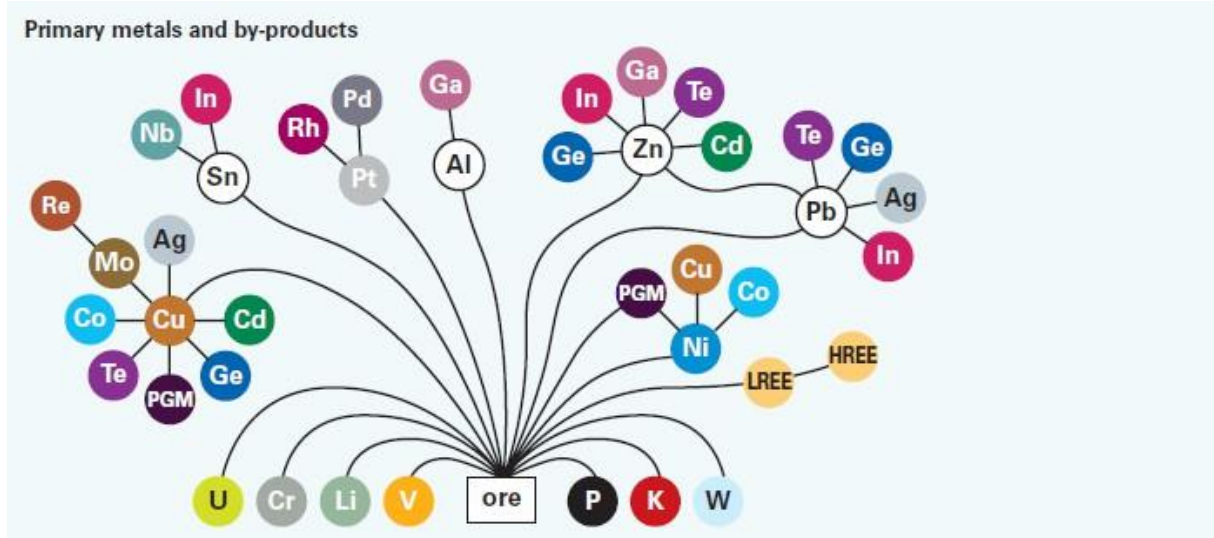 Primary metals and by-products
In
Nb
Sn
Pd
Rh
Pt
Ga
Al
Ga
In
Te
Ge
Zn
Cd
Te
Ge
Pb
Ag
In
Re
Ag
Mo
Co
Cu
Cd
Te
PGM
Ge
Cu
PGM
Co
Ni
HREE
LREE
U
Cr
Li
V
ore
P
K
W